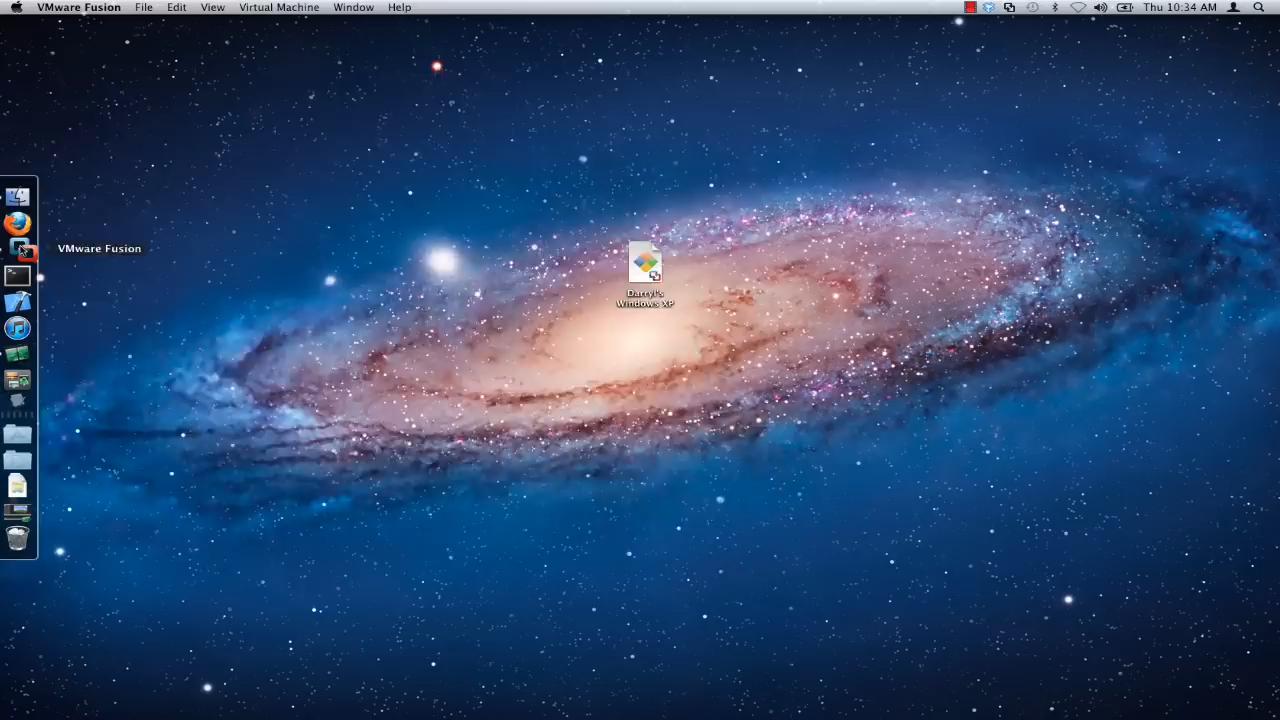 VMware Fusion File Edit View Virtual Machine Window Help Thu 10:34 AM
VMware Fusion
Darryl's
Windows XP